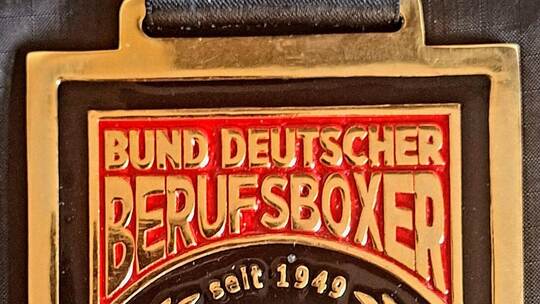 BUND DEUTSCHER
BERUFSBOXER
seit 1949